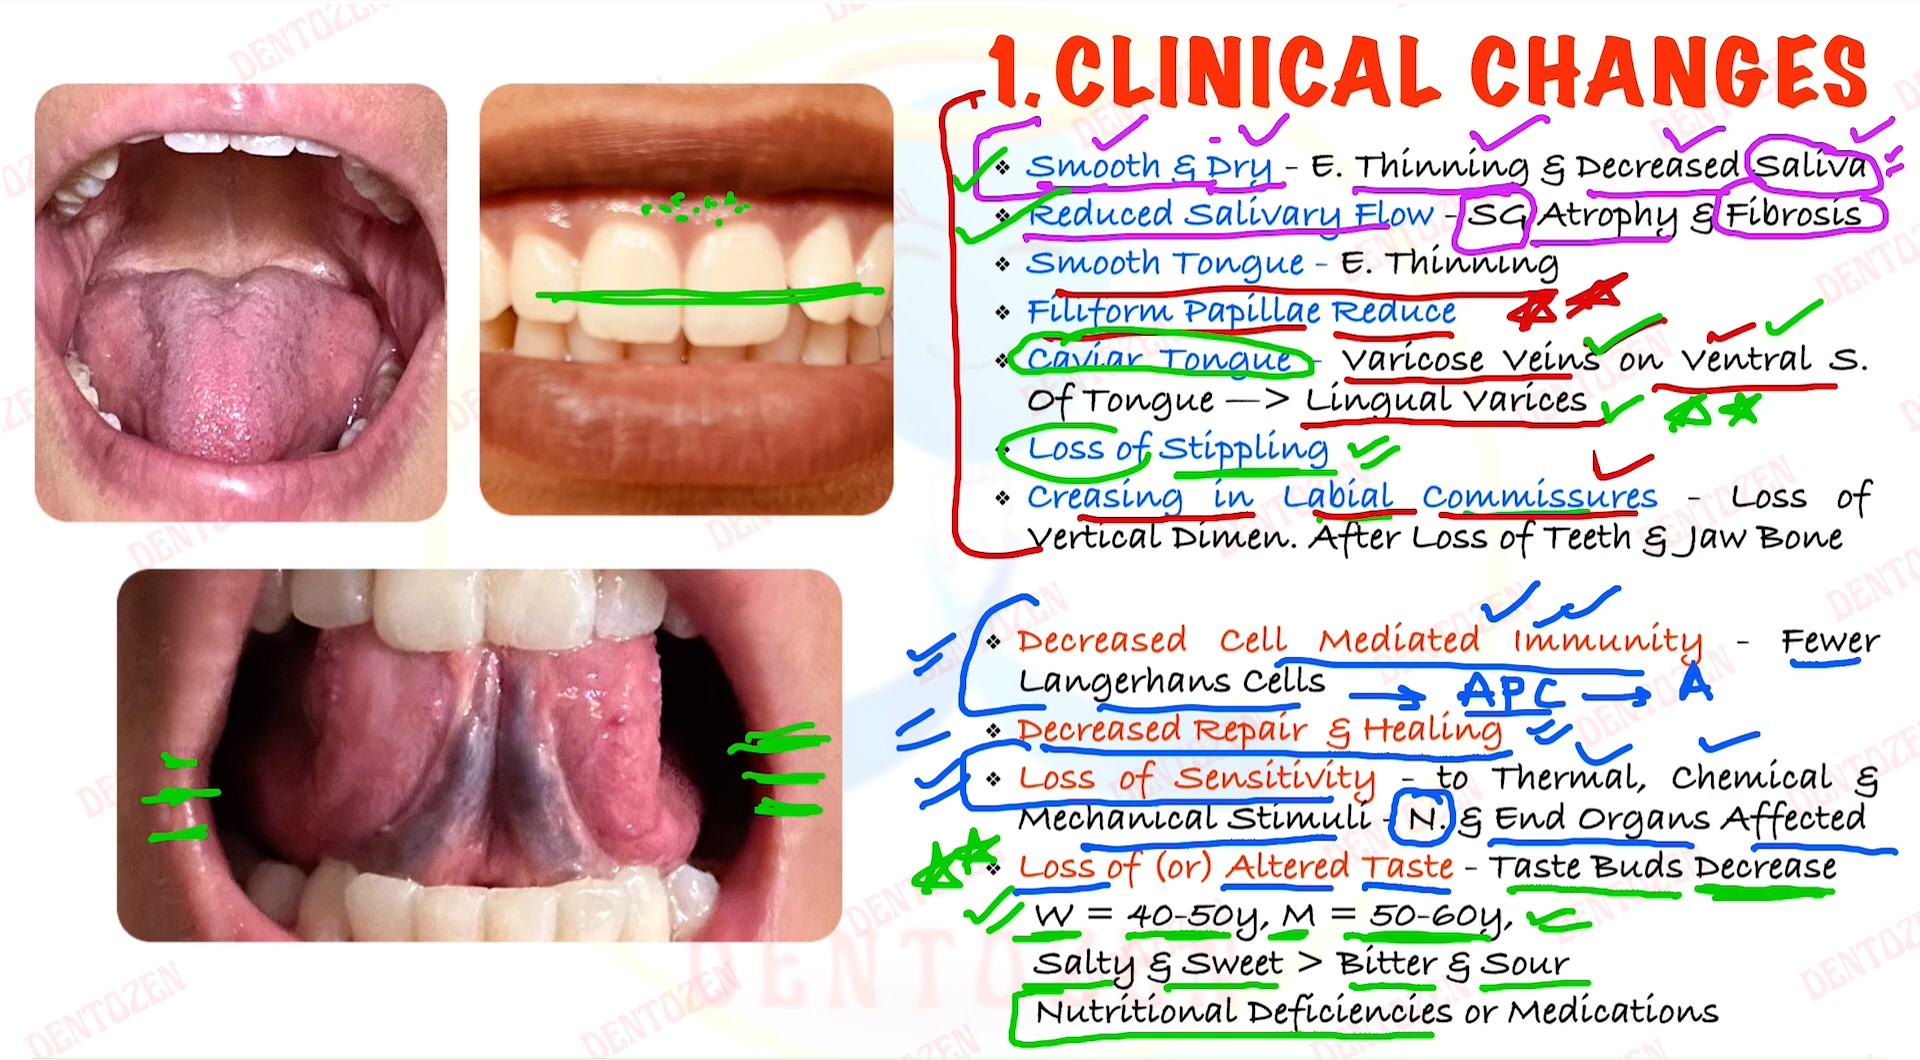 1. CLINICAL CHANGES
❖ Smooth & Dry - E. Thinning & Decreased Saliva
❖ Reduced Salivary Flow - SG Atrophy & Fibrosis
❖ Smooth Tongue - E. Thinning
❖ Filiform Papillae Reduce
❖ Caviar Tongue - Varicose Veins on Ventral S.
Of Tongue —> Lingual Varices
❖ Loss of Stippling
❖ Creasing in Labial Commissures - Loss of
Vertical Dimen. After Loss of Teeth & Jaw Bone
❖ Decreased Cell Mediated Immunity - Fewer
Langerhans Cells → APC → A
❖ Decreased Repair & Healing
❖ Loss of Sensitivity - to Thermal, Chemical &
Mechanical Stimuli - N. & End Organs Affected
❖ Loss of (or) Altered Taste - Taste Buds Decrease
W = 40-50y, M = 50-60y,
Salty & Sweet > Bitter & Sour
Nutritional Deficiencies or Medications
DENTOZEN